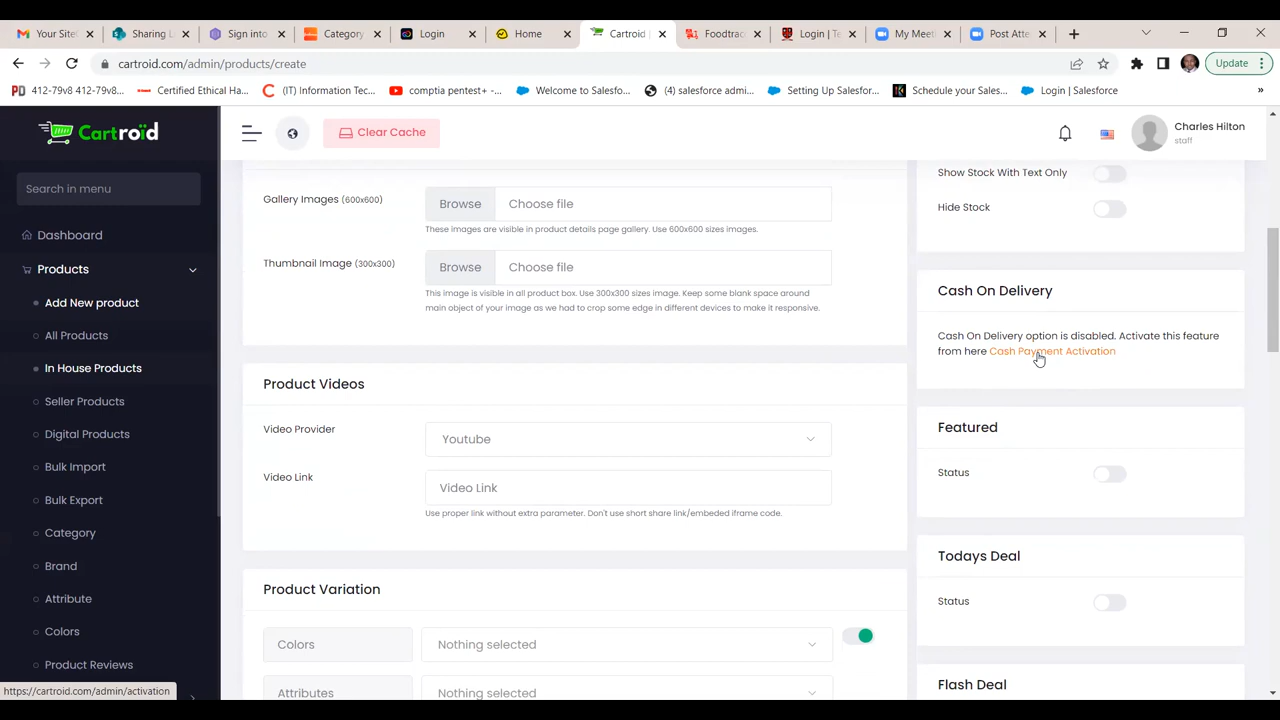 Your Site
Sharing Li
Sign into
Category
Login
Home
Cartroid |
Foodtrac
Login | Te
My Meeti
Post Atte
cartroid.com/admin/products/create
Update
412-79v8 412-79v8...
Certified Ethical Ha...
(IT) Information Tec...
comptia pentest+ -...
Welcome to Salesfo...
(4) salesforce admi...
Setting Up Salesfor...
Schedule your Sales...
Login | Salesforce
»
Cartroid
Clear Cache
Charles Hilton
staff
Search in menu
Dashboard
Products
Add New product
All Products
In House Products
Seller Products
Digital Products
Bulk Import
Bulk Export
Category
Brand
Attribute
Colors
Product Reviews
https://cartroid.com/admin/activation
Gallery Images (600x600)
Browse
Choose file
These images are visible in product details page gallery. Use 600x600 sizes images.
Thumbnail Image (300x300)
Browse
Choose file
This image is visible in all product box. Use 300x300 sizes image. Keep some blank space around
main object of your image as we had to crop some edge in different devices to make it responsive.
Product Videos
Video Provider
Youtube
Video Link
Video Link
Use proper link without extra parameter. Don't use short share link/embeded iframe code.
Product Variation
Colors
Nothing selected
Attributes
Nothing selected
Show Stock With Text Only
Hide Stock
Cash On Delivery
Cash On Delivery option is disabled. Activate this feature
from here Cash Payment Activation
Featured
Status
Todays Deal
Status
Flash Deal